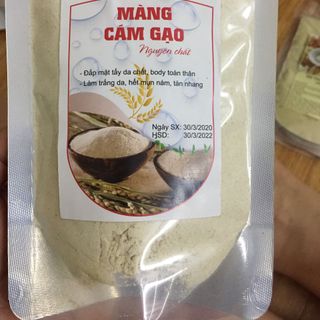 MÀNG
CÁM GẠO
Nguyên chất
- Đắp mặt tẩy da chết, body toàn thân
- Làm trắng da, hết mụn nám, tàn nhang
Ngày SX: 30/3/2020
HSD: 30/3/2022